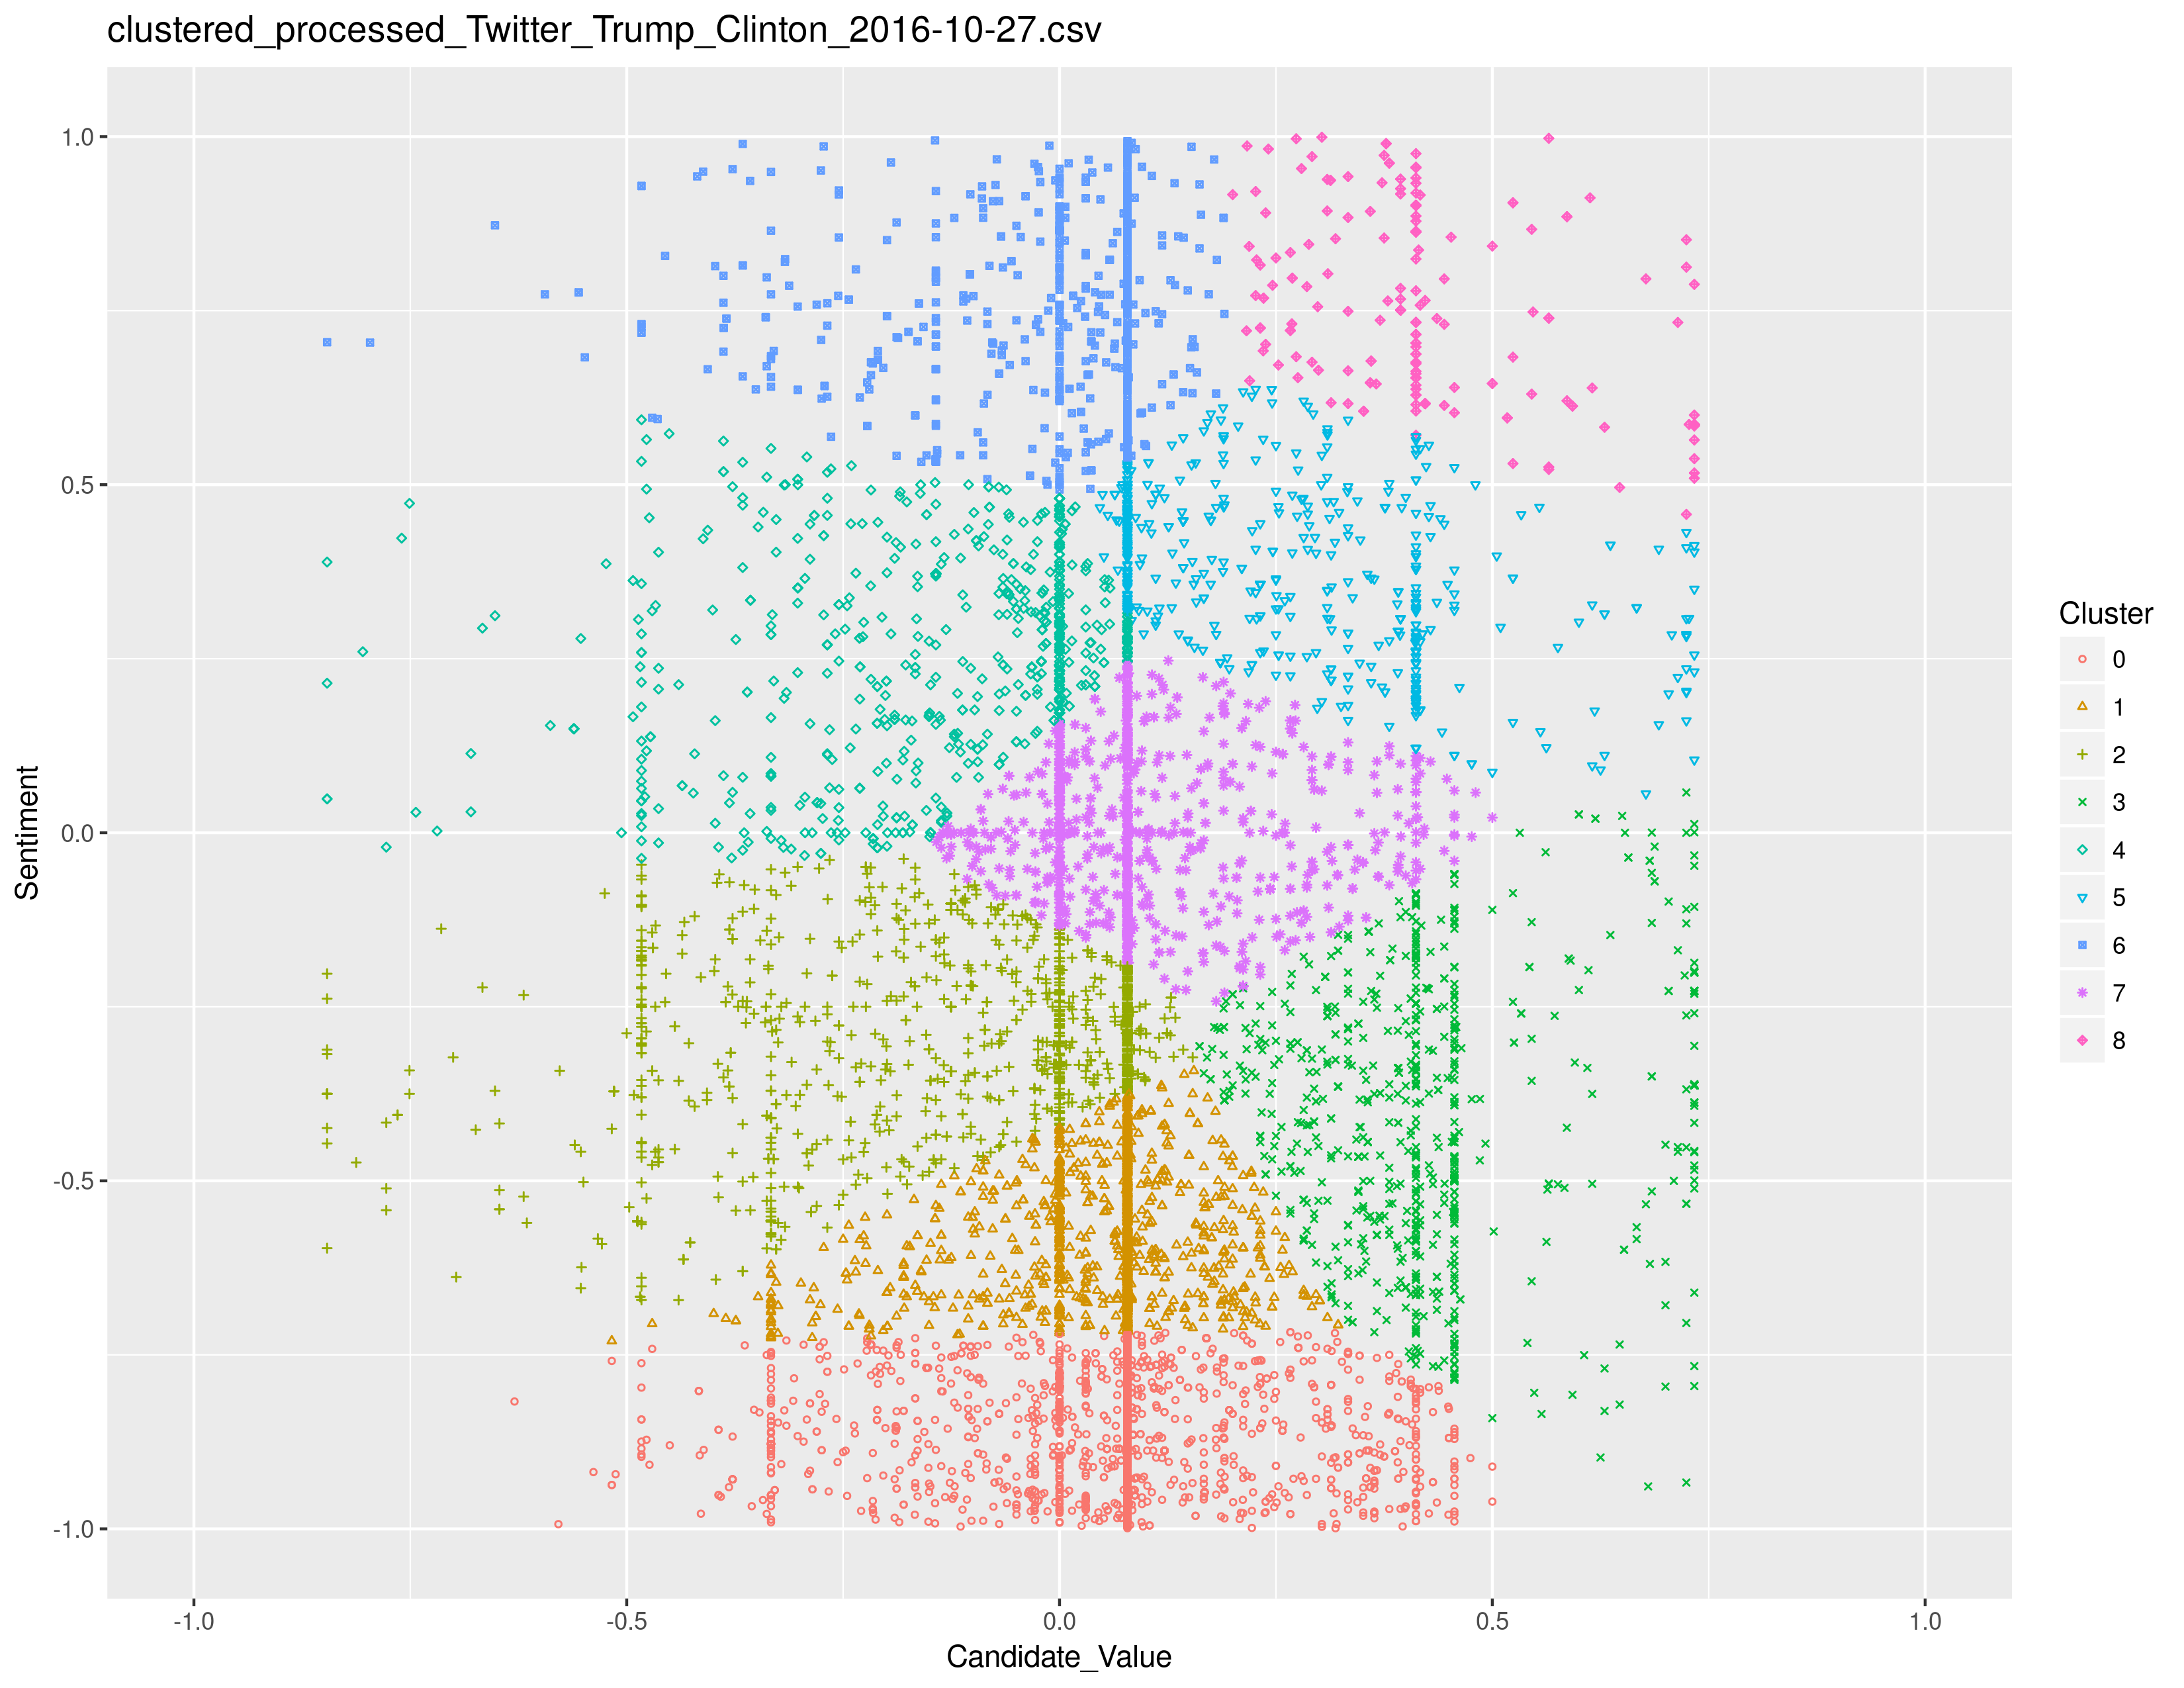 clustered_processed_Twitter_Trump_Clinton_2016-10-27.csv
1.0
0.5
0.0
-0.5
-1.0
Sentiment
-1.0 -0.5 0.0 0.5 1.0
Candidate_Value
Cluster
0
1
2
3
4
5
6
7
8